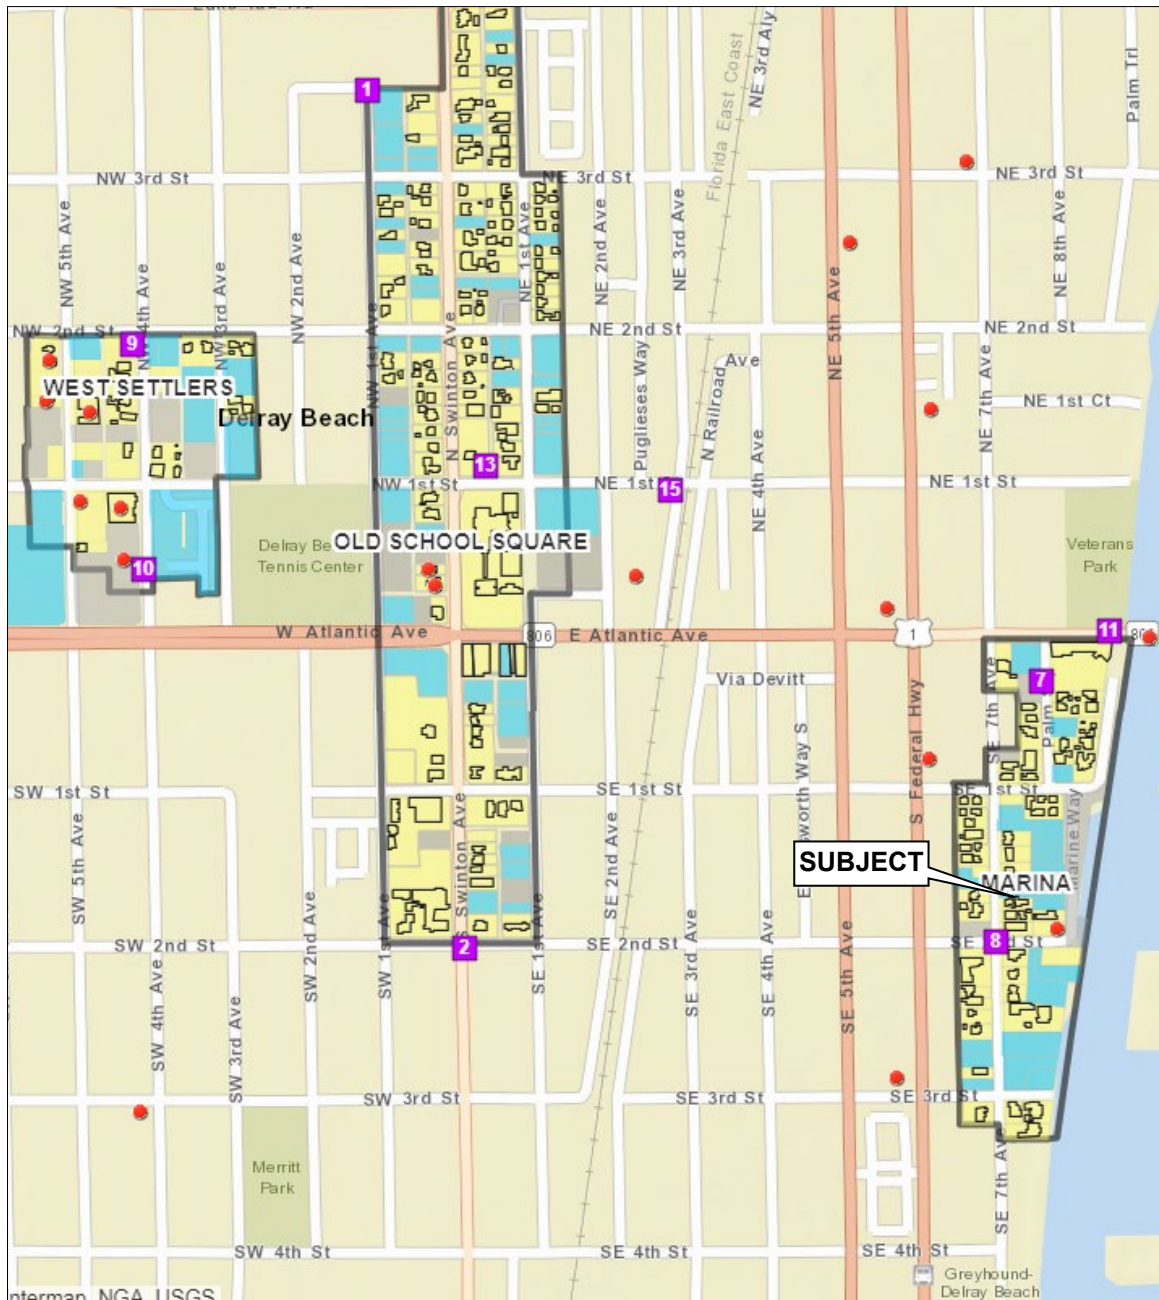 1
NE 3rd Aly
Florida East Coast
Palm Trl
NW 3rd St
NE 3rd St
NE 3rd St
NW 5th Ave
NW 4th Ave
NW 3rd Ave
NW 2nd Ave
NW 1st Ave
N Swinton Ave
NE 1st Ave
NE 2nd Ave
NE 3rd Ave
NE 5th Ave
NE 8th Ave
NW 2nd St
NE 2nd St
NE 2nd St
9
WEST SETTLERS
Delray Beach
Puglieses Way
N Railroad
Ave
NE 4th Ave
NE 7th Ave
NE 1st Ct
13
NW 1st St
NE 1st
15
NE 1st St
OLD SCHOOL SQUARE
Delray Be
Tennis Center
Veterans
Park
10
W Atlantic Ave
806
E Atlantic Ave
1
11
7
Via Devitt
SE 7th Ave
Palm
S Federal Hwy
SW 1st St
SE 1st St
SE 1st St
sworth Way S
Marine Way
SUBJECT
MARINA
SW 5th Ave
SW 2nd Ave
SW 1st Ave
Swinton Ave
SE 1st Ave
SE 2nd Ave
SW 2nd St
2
SE 2nd St
8
SW 4th Ave
SW 3rd Ave
SE 3rd Ave
SE 4th Ave
SE 5th Ave
SW 3rd St
SE 3rd St
SE 3rd St
Merritt
Park
SE 7th Ave
SW 4th St
SE 4th St
SE 4th St
Greyhound-
Delray Beach
ntermap, NGA, USGS